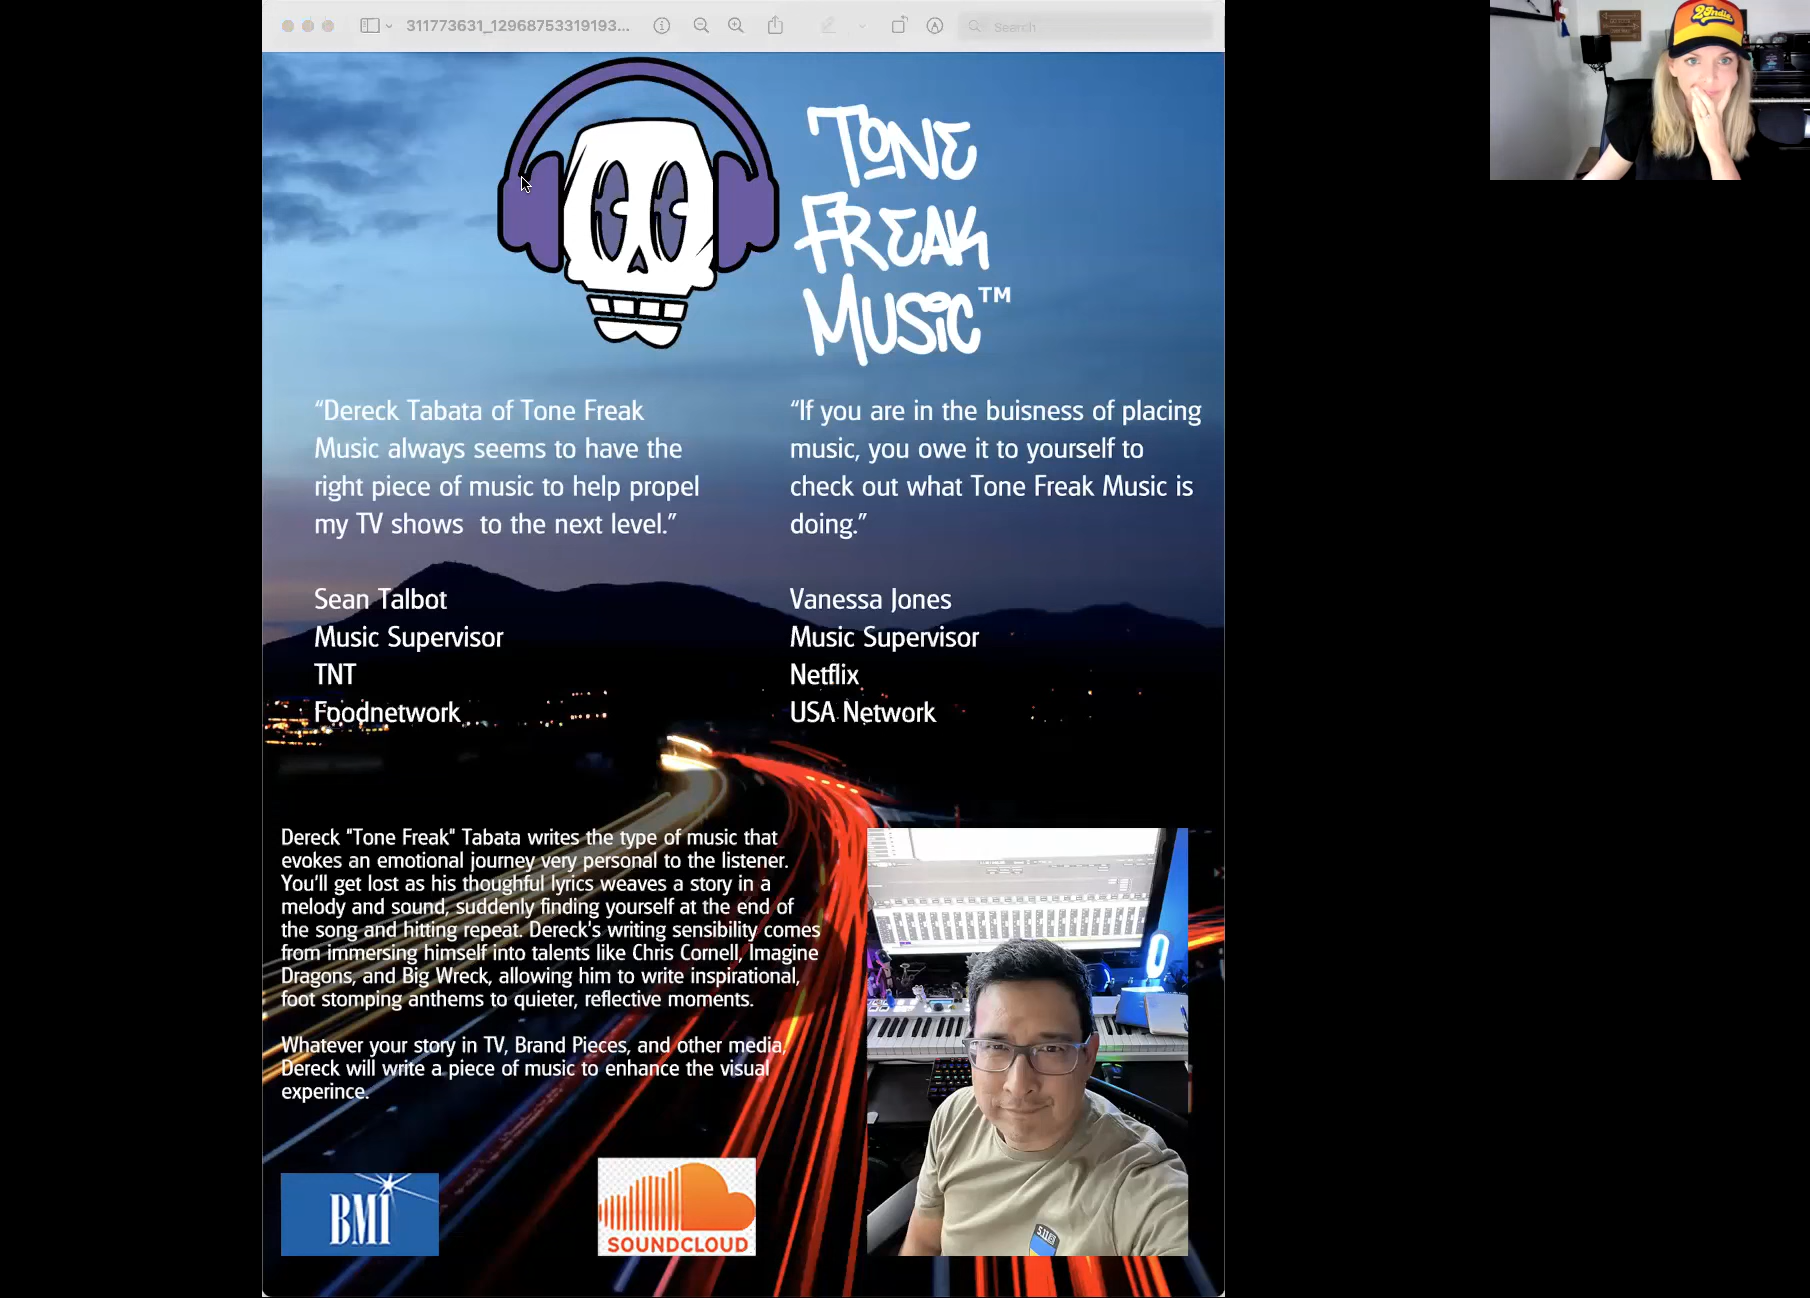 311773631_12968753319193...
Search
2Indie
TONE
FREAK
MUSIC™
“Dereck Tabata of Tone Freak
Music always seems to have the
right piece of music to help propel
my TV shows to the next level.”
Sean Talbot
Music Supervisor
TNT
Foodnetwork
“If you are in the buisness of placing
music, you owe it to yourself to
check out what Tone Freak Music is
doing.”
Vanessa Jones
Music Supervisor
Netflix
USA Network
Dereck "Tone Freak" Tabata writes the type of music that
evokes an emotional journey very personal to the listener.
You'll get lost as his thoughful lyrics weaves a story in a
melody and sound, suddenly finding yourself at the end of
the song and hitting repeat. Dereck's writing sensibility comes
from immersing himself into talents like Chris Cornell, Imagine
Dragons, and Big Wreck, allowing him to write inspirational,
foot stomping anthems to quieter, reflective moments.
Whatever your story in TV, Brand Pieces, and other media,
Dereck will write a piece of music to enhance the visual
experince.
BMI
SOUNDCLOUD
5.11